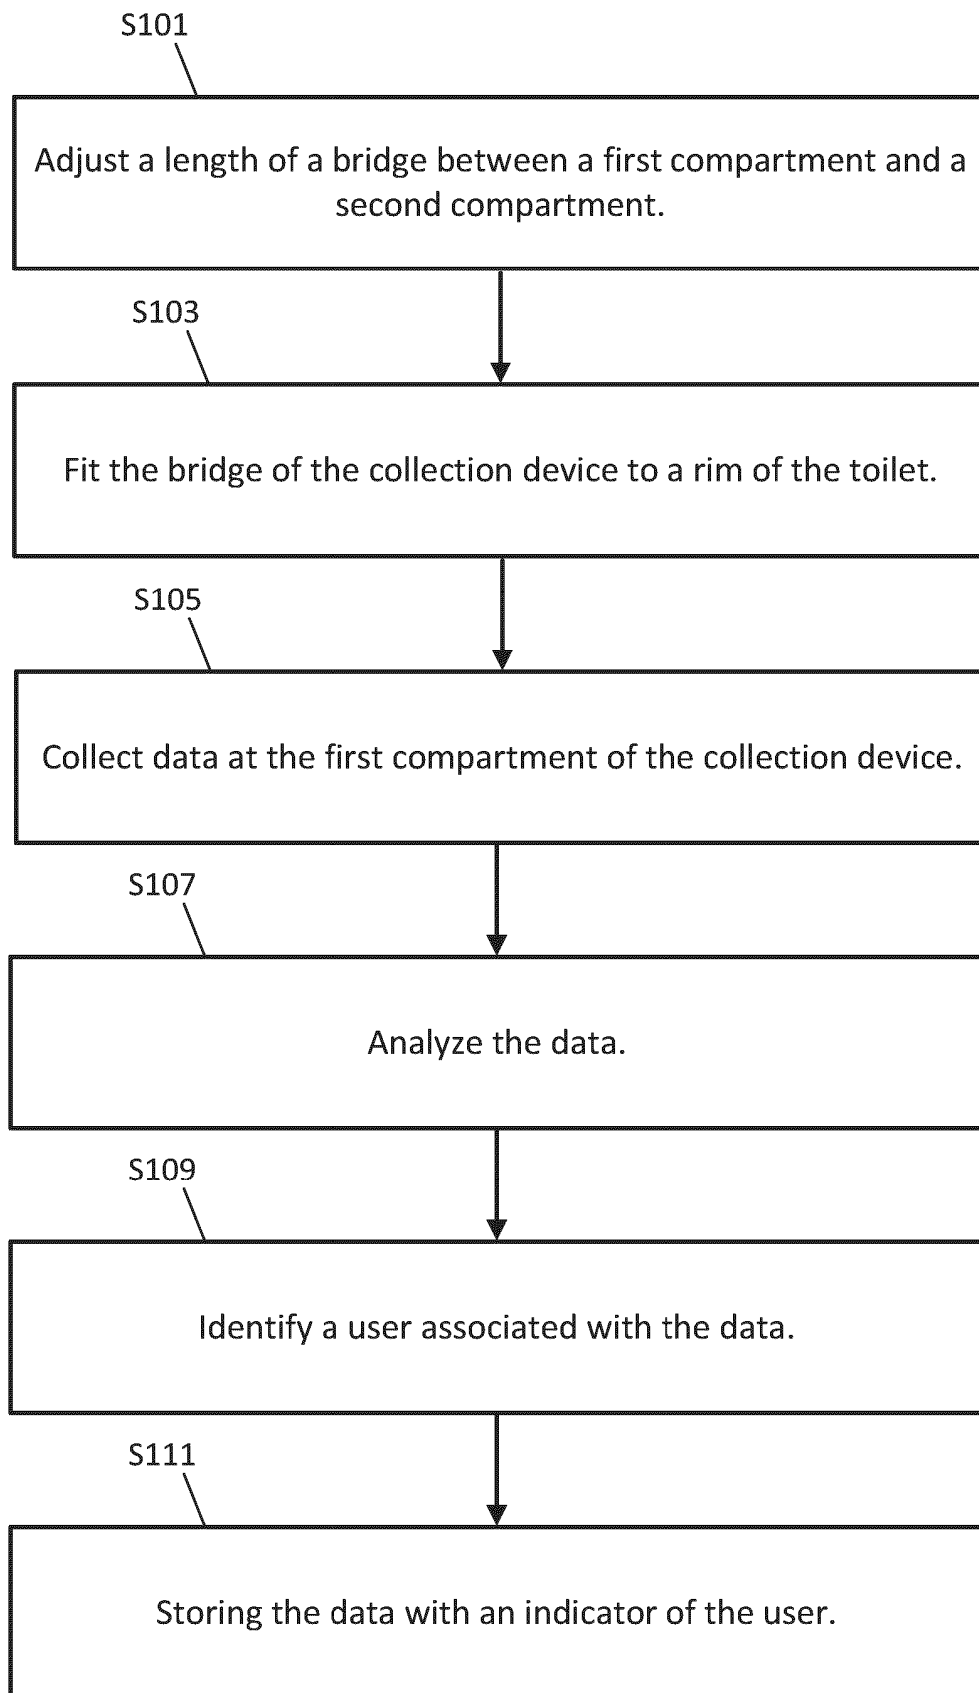 S101
Adjust a length of a bridge between a first compartment and a
second compartment.
S103
Fit the bridge of the collection device to a rim of the toilet.
S105
Collect data at the first compartment of the collection device.
S107
Analyze the data.
S109
Identify a user associated with the data.
S111
Storing the data with an indicator of the user.